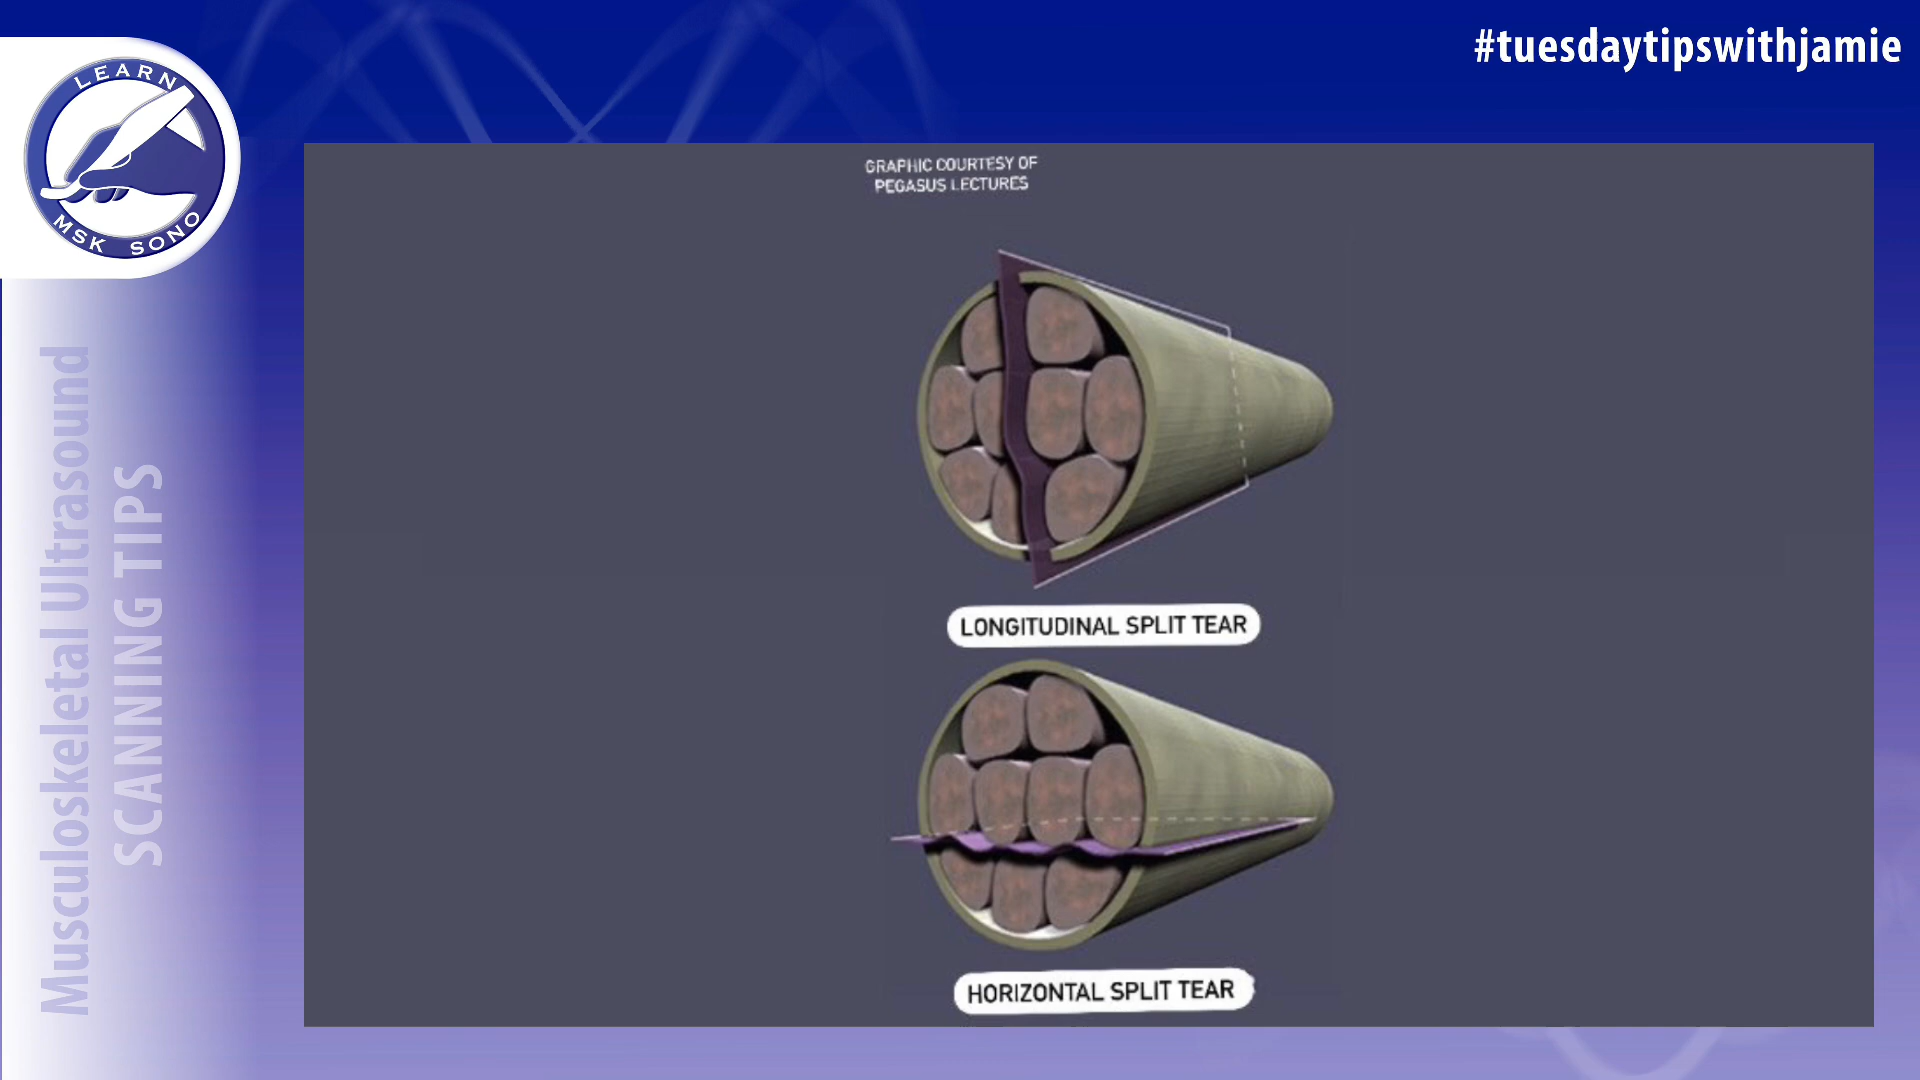 #tuesdaytipswithjamie
LEARN
MSK SONO
Musculoskeletal Ultrasound
SCANNING TIPS
GRAPHIC COURTESY OF
PEGASUS LECTURES
LONGITUDINAL SPLIT TEAR
HORIZONTAL SPLIT TEAR